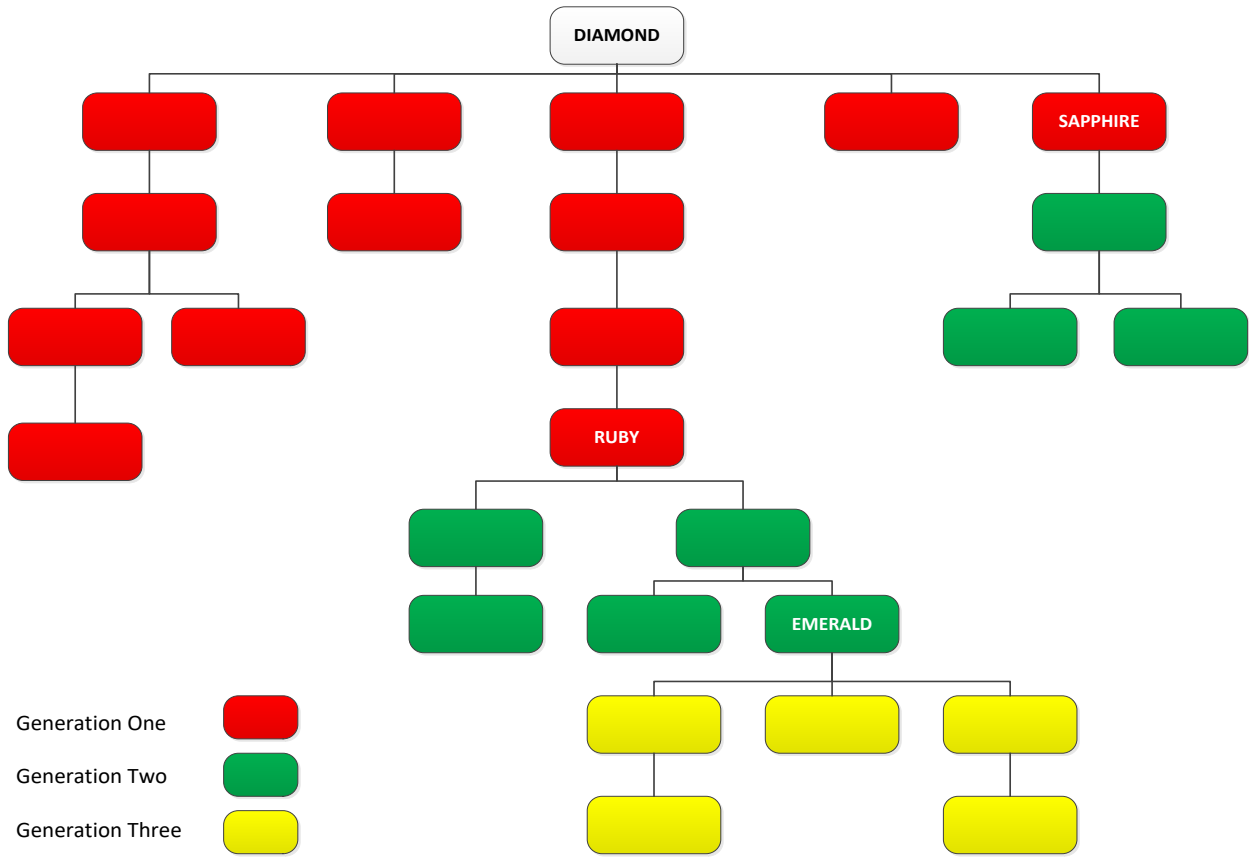 DIAMOND
SAPPHIRE
RUBY
EMERALD
Generation One
Generation Two
Generation Three